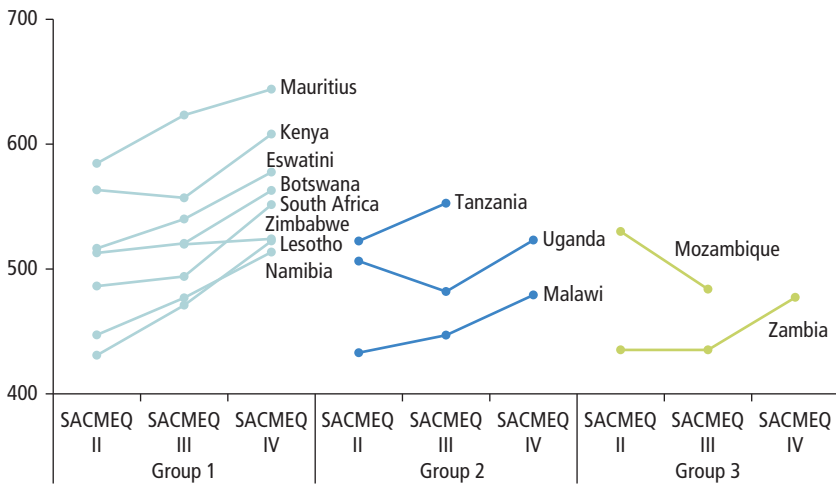 700
600
500
400
Mauritius
Kenya
Eswatini
Botswana
South Africa
Zimbabwe
Lesotho
Namibia
Tanzania
Uganda
Malawi
Mozambique
Zambia
SACMEQ II
SACMEQ III
SACMEQ IV
Group 1
SACMEQ II
SACMEQ III
SACMEQ IV
Group 2
SACMEQ II
SACMEQ III
SACMEQ IV
Group 3